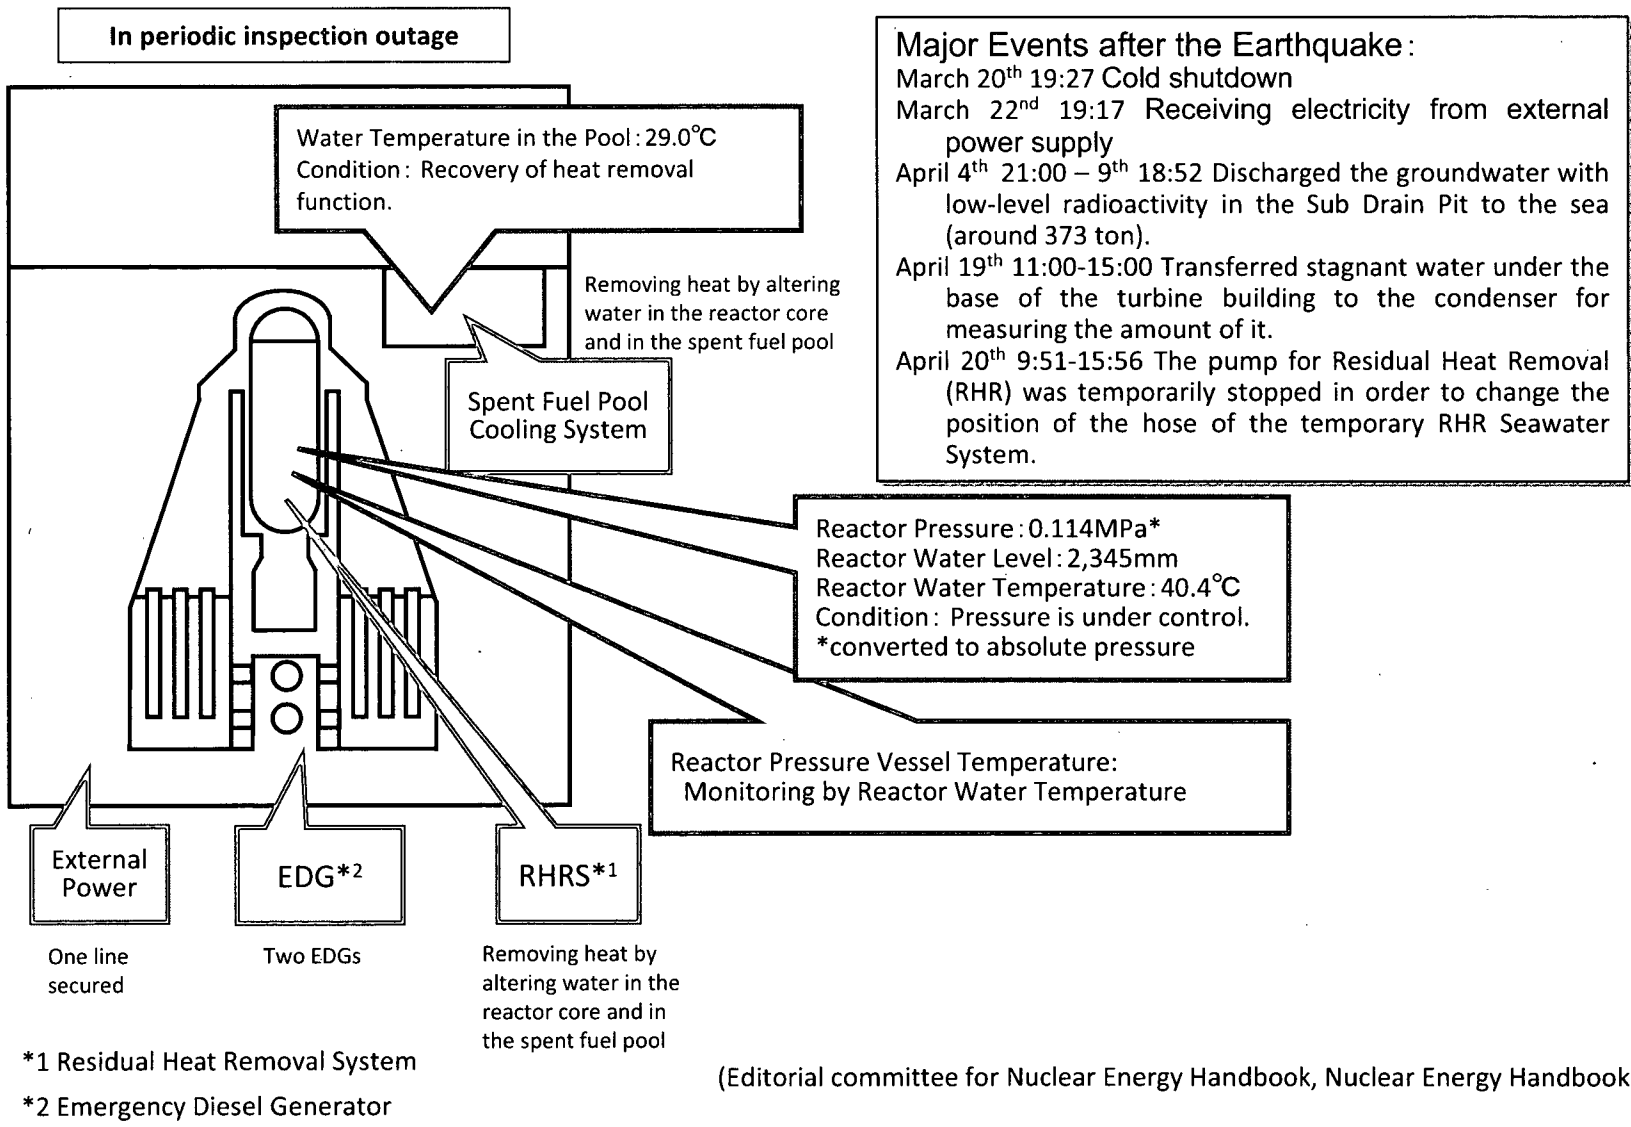 In periodic inspection outage
Water Temperature in the Pool : 29.0℃
Condition : Recovery of heat removal
function.
Major Events after the Earthquake :
March 20th 19:27 Cold shutdown
March 22nd 19:17 Receiving electricity from external
power supply
April 4th 21:00 – 9th 18:52 Discharged the groundwater with
low-level radioactivity in the Sub Drain Pit to the sea
(around 373 ton).
April 19th 11:00-15:00 Transferred stagnant water under the
base of the turbine building to the condenser for
measuring the amount of it.
April 20th 9:51-15:56 The pump for Residual Heat Removal
(RHR) was temporarily stopped in order to change the
position of the hose of the temporary RHR Seawater
System.
Removing heat by altering
water in the reactor core
and in the spent fuel pool
Spent Fuel Pool
Cooling System
Reactor Pressure : 0.114MPa*
Reactor Water Level : 2,345mm
Reactor Water Temperature : 40.4℃
Condition : Pressure is under control.
*converted to absolute pressure
Reactor Pressure Vessel Temperature:
Monitoring by Reactor Water Temperature
External
Power
EDG*2
RHRS*1
One line
secured
Two EDGs
Removing heat by
altering water in the
reactor core and in
the spent fuel pool
*1 Residual Heat Removal System
*2 Emergency Diesel Generator
(Editorial committee for Nuclear Energy Handbook, Nuclear Energy Handbook